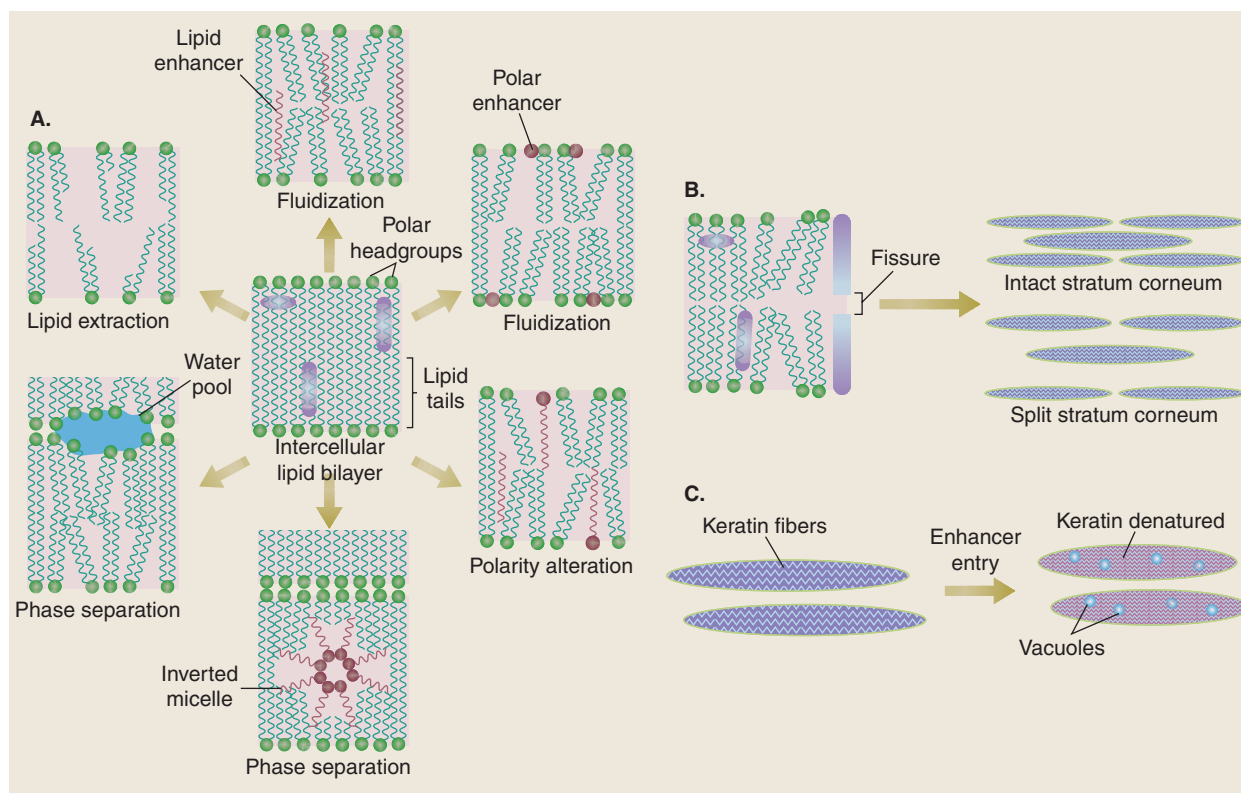 A.
Lipid
enhancer
Fluidization
Polar
enhancer
Fluidization
Lipid extraction
Polar
headgroups
Water
pool
Lipid
tails
Intercellular
lipid bilayer
Phase separation
Polarity alteration
Inverted
micelle
Phase separation
B.
Fissure
Intact stratum corneum
Split stratum corneum
C.
Keratin fibers
Enhancer
entry
Keratin denatured
Vacuoles